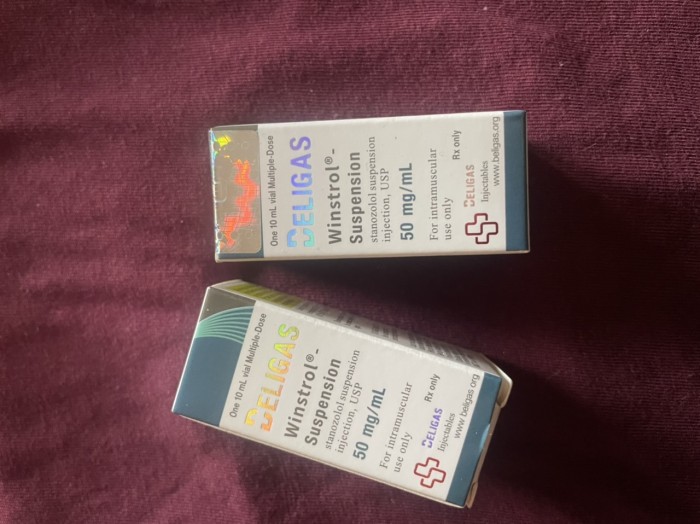 One 10 mL vial Multiple-Dose
BELIGAS
Winstrol®-
Suspension
stanozolol suspension
injection, USP
50 mg/mL
For intramuscular
use only
Rx only
BELIGAS
Injectables
www.beligas.org
One 10 mL vial Multiple-Dose
BELIGAS
Winstrol®-
Suspension
stanozolol suspension
injection, USP
50 mg/mL
For intramuscular
use only
Rx only
BELIGAS
Injectables
www.beligas.org